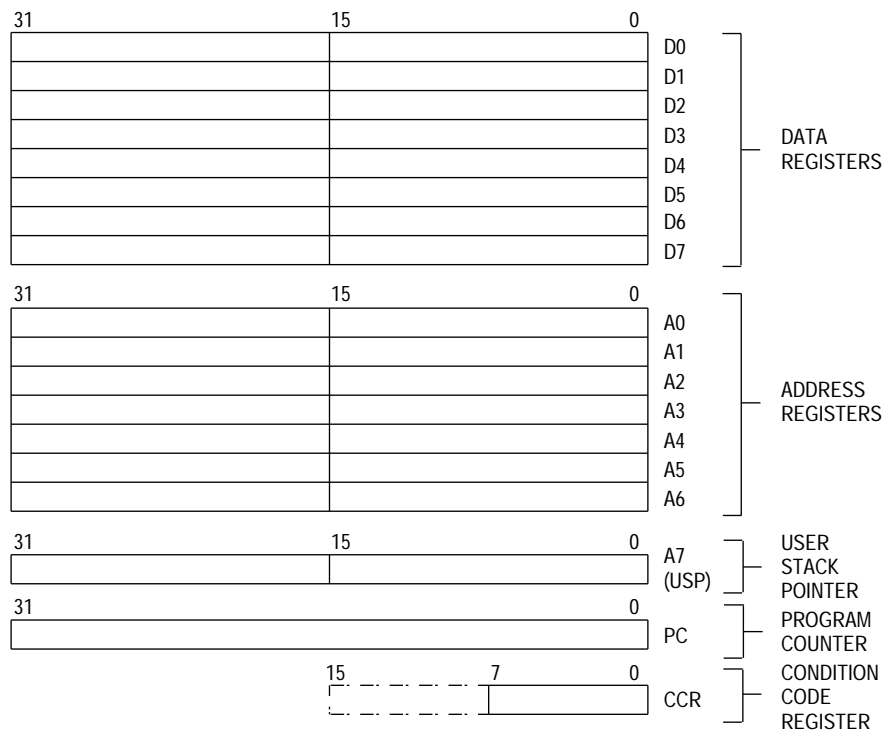 31 15 0
D0
D1
D2
D3
D4
D5
D6
D7
DATA
REGISTERS
31 15 0
A0
A1
A2
A3
A4
A5
A6
ADDRESS
REGISTERS
31 15 0
A7
(USP)
USER
STACK
POINTER
31 0
PC
PROGRAM
COUNTER
15 7 0
CCR
CONDITION
CODE
REGISTER